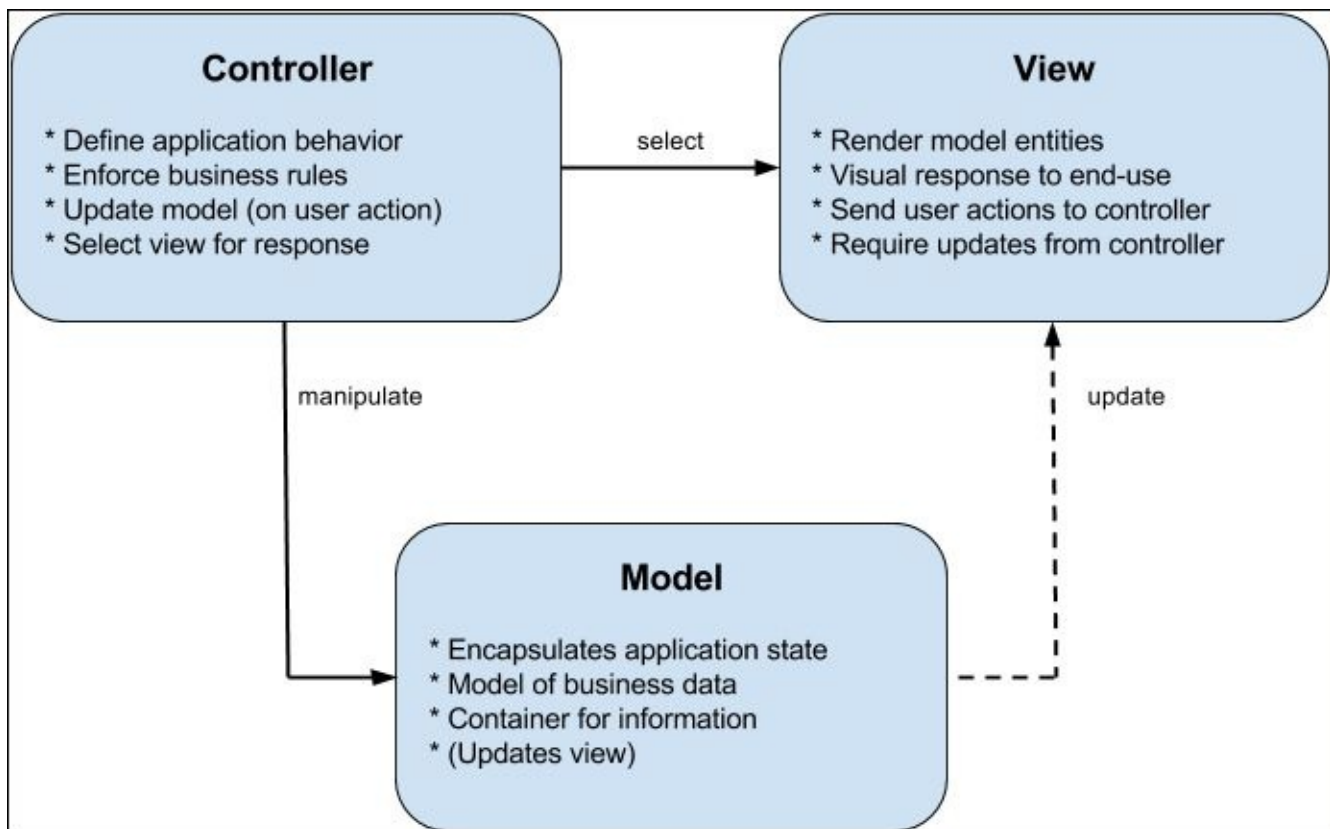 Controller
* Define application behavior
* Enforce business rules
* Update model (on user action)
* Select view for response
select
View
* Render model entities
* Visual response to end-use
* Send user actions to controller
* Require updates from controller
manipulate
update
Model
* Encapsulates application state
* Model of business data
* Container for information
* (Updates view)